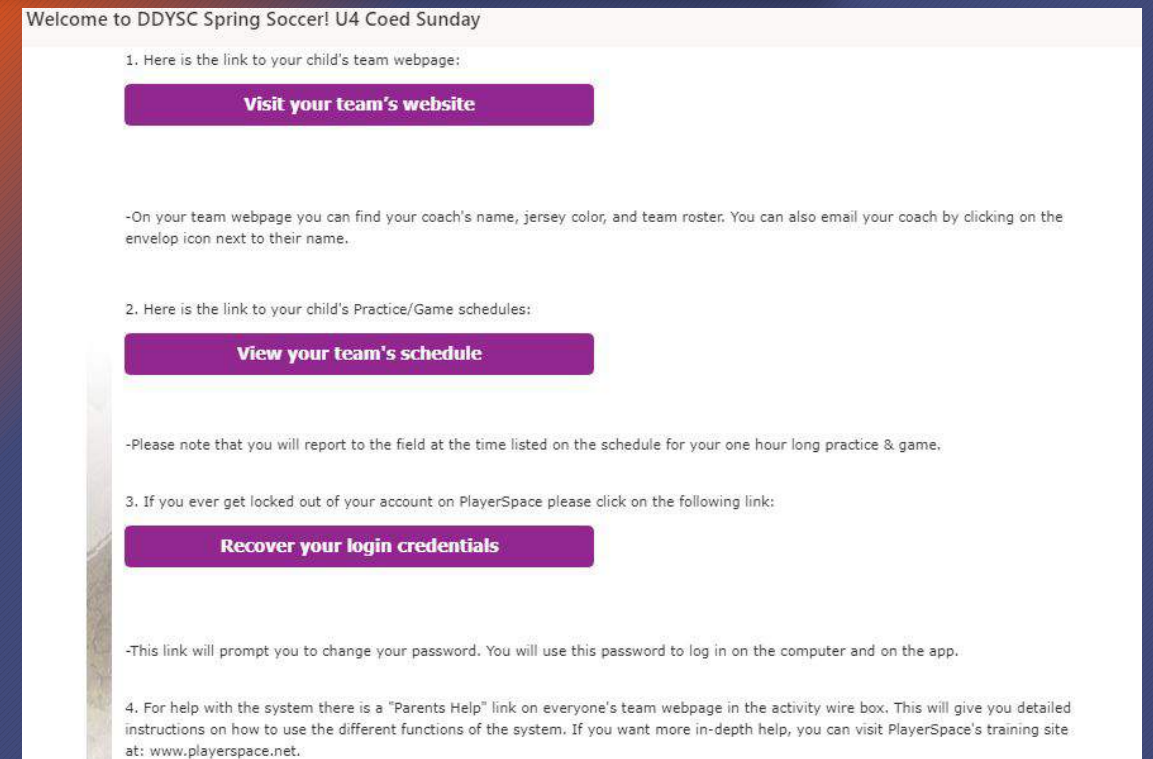 Welcome to DDYSC Spring Soccer! U4 Coed Sunday
1. Here is the link to your child's team webpage:
Visit your team’s website
-On your team webpage you can find your coach's name, jersey color, and team roster. You can also email your coach by clicking on the
envelop icon next to their name.
2. Here is the link to your child's Practice/Game schedules:
View your team's schedule
-Please note that you will report to the field at the time listed on the schedule for your one hour long practice & game.
3. If you ever get locked out of your account on PlayerSpace please click on the following link:
Recover your login credentials
-This link will prompt you to change your password. You will use this password to log in on the computer and on the app.
4. For help with the system there is a "Parents Help" link on everyone's team webpage in the activity wire box. This will give you detailed
instructions on how to use the different functions of the system. If you want more in-depth help, you can visit PlayerSpace's training site
at: www.playerspace.net.